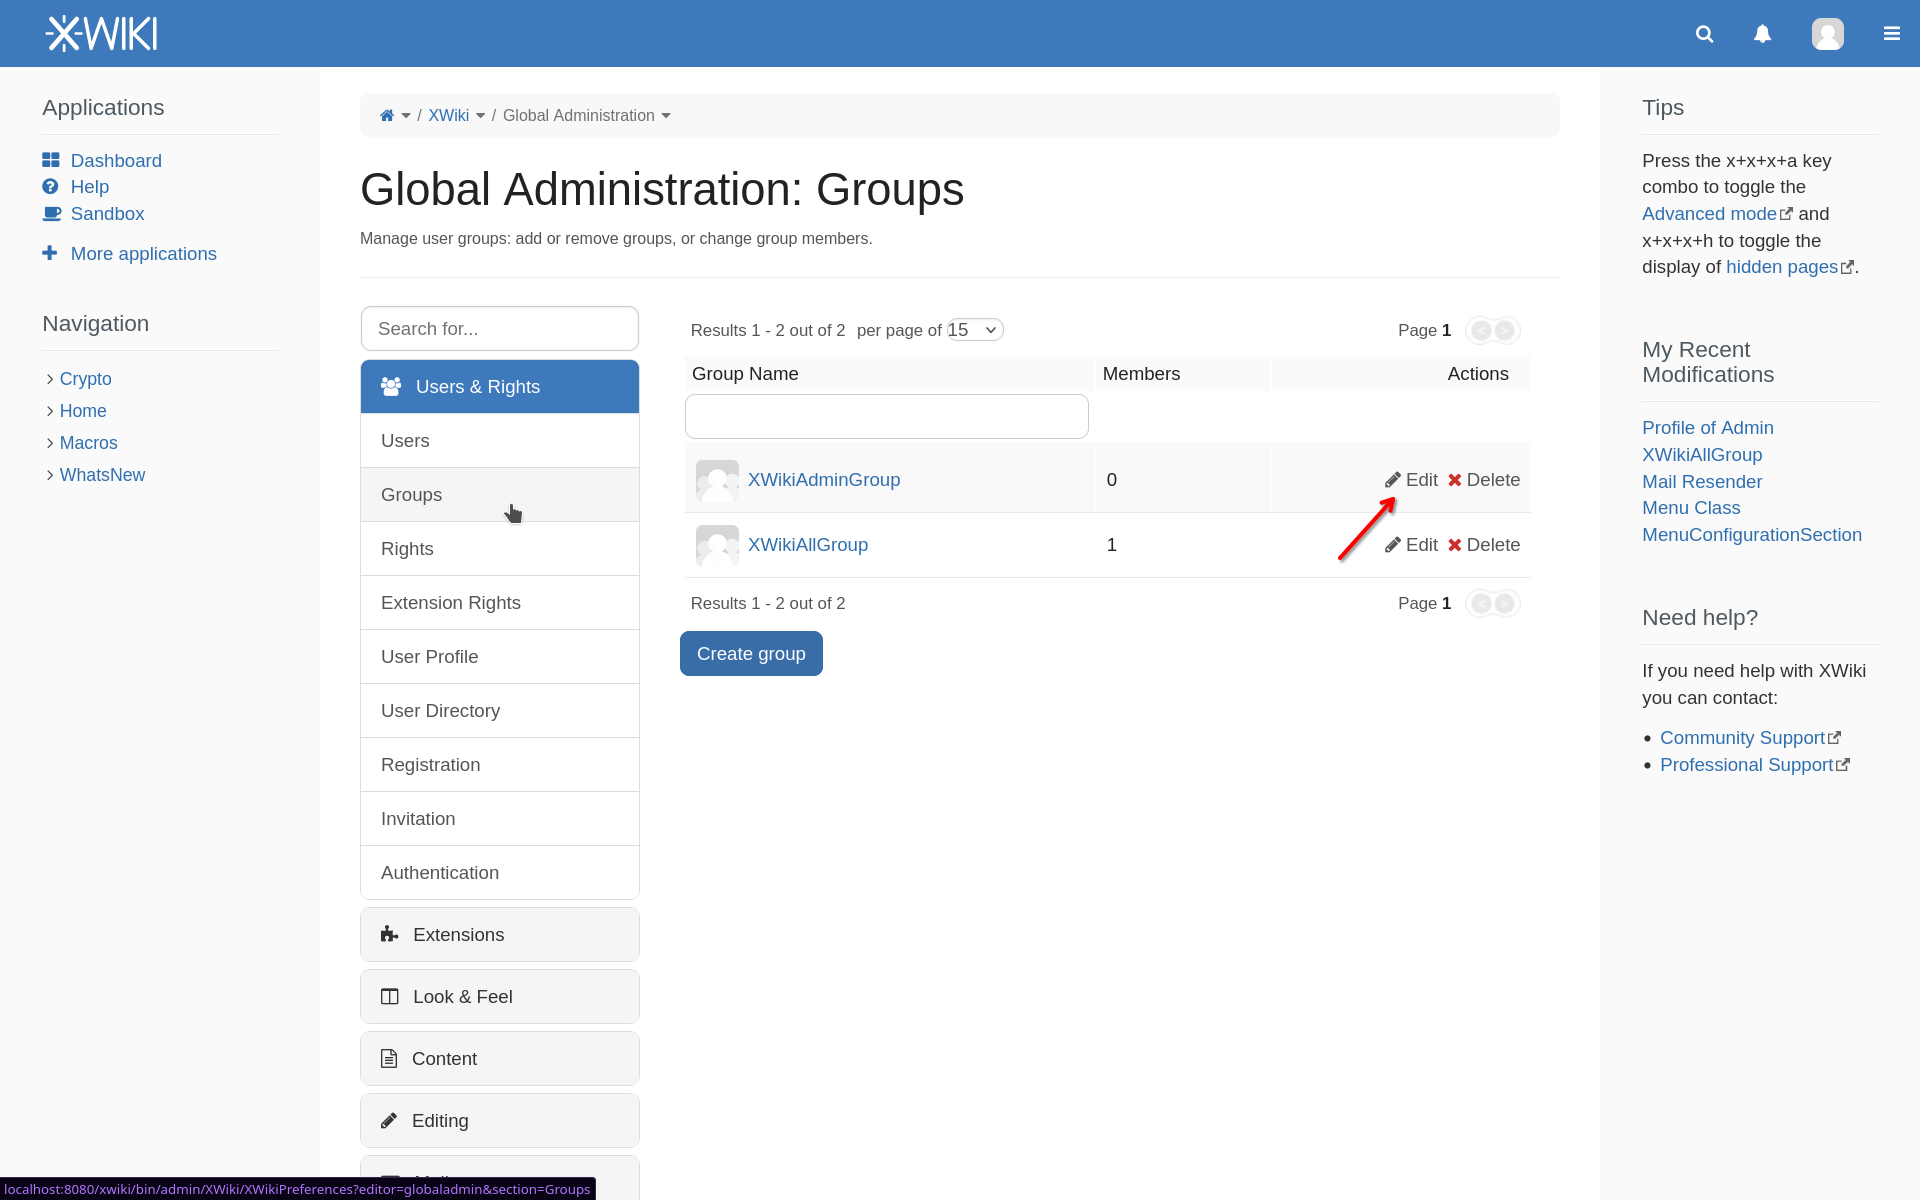 XWIKI
Applications
Dashboard
Help
Sandbox
More applications
Navigation
Crypto
Home
Macros
WhatsNew
/ XWiki / Global Administration
Global Administration: Groups
Manage user groups: add or remove groups, or change group members.
Search for...
Users & Rights
Users
Groups
Rights
Extension Rights
User Profile
User Directory
Registration
Invitation
Authentication
Extensions
Look & Feel
Content
Editing
Results 1 - 2 out of 2 per page of 15
Page 1 < >
Group Name Members Actions
XWikiAdminGroup 0 Edit Delete
XWikiAllGroup 1 Edit Delete
Results 1 - 2 out of 2
Page 1 < >
Create group
Tips
Press the x+x+x+a key
combo to toggle the
Advanced mode and
x+x+x+h to toggle the
display of hidden pages.
My Recent
Modifications
Profile of Admin
XWikiAllGroup
Mail Resender
Menu Class
MenuConfigurationSection
Need help?
If you need help with XWiki
you can contact:
Community Support
Professional Support
localhost:8080/xwiki/bin/admin/XWiki/XWikiPreferences?editor=globaladmin&section=Groups